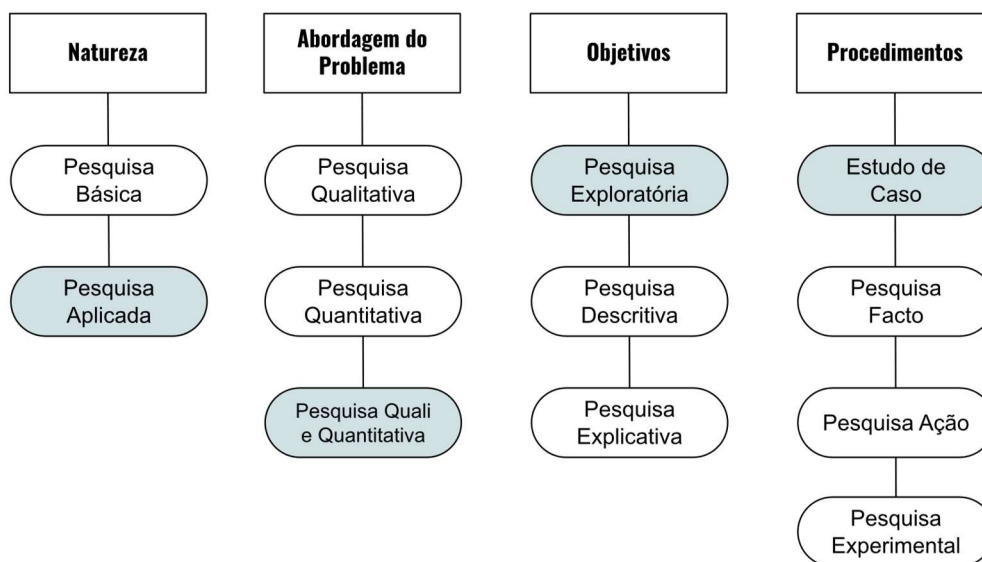 Natureza
Pesquisa
Básica
Pesquisa
Aplicada
Abordagem do
Problema
Pesquisa
Qualitativa
Pesquisa
Quantitativa
Pesquisa Quali
e Quantitativa
Objetivos
Pesquisa
Exploratória
Pesquisa
Descritiva
Pesquisa
Explicativa
Procedimentos
Estudo de
Caso
Pesquisa
Facto
Pesquisa Ação
Pesquisa
Experimental